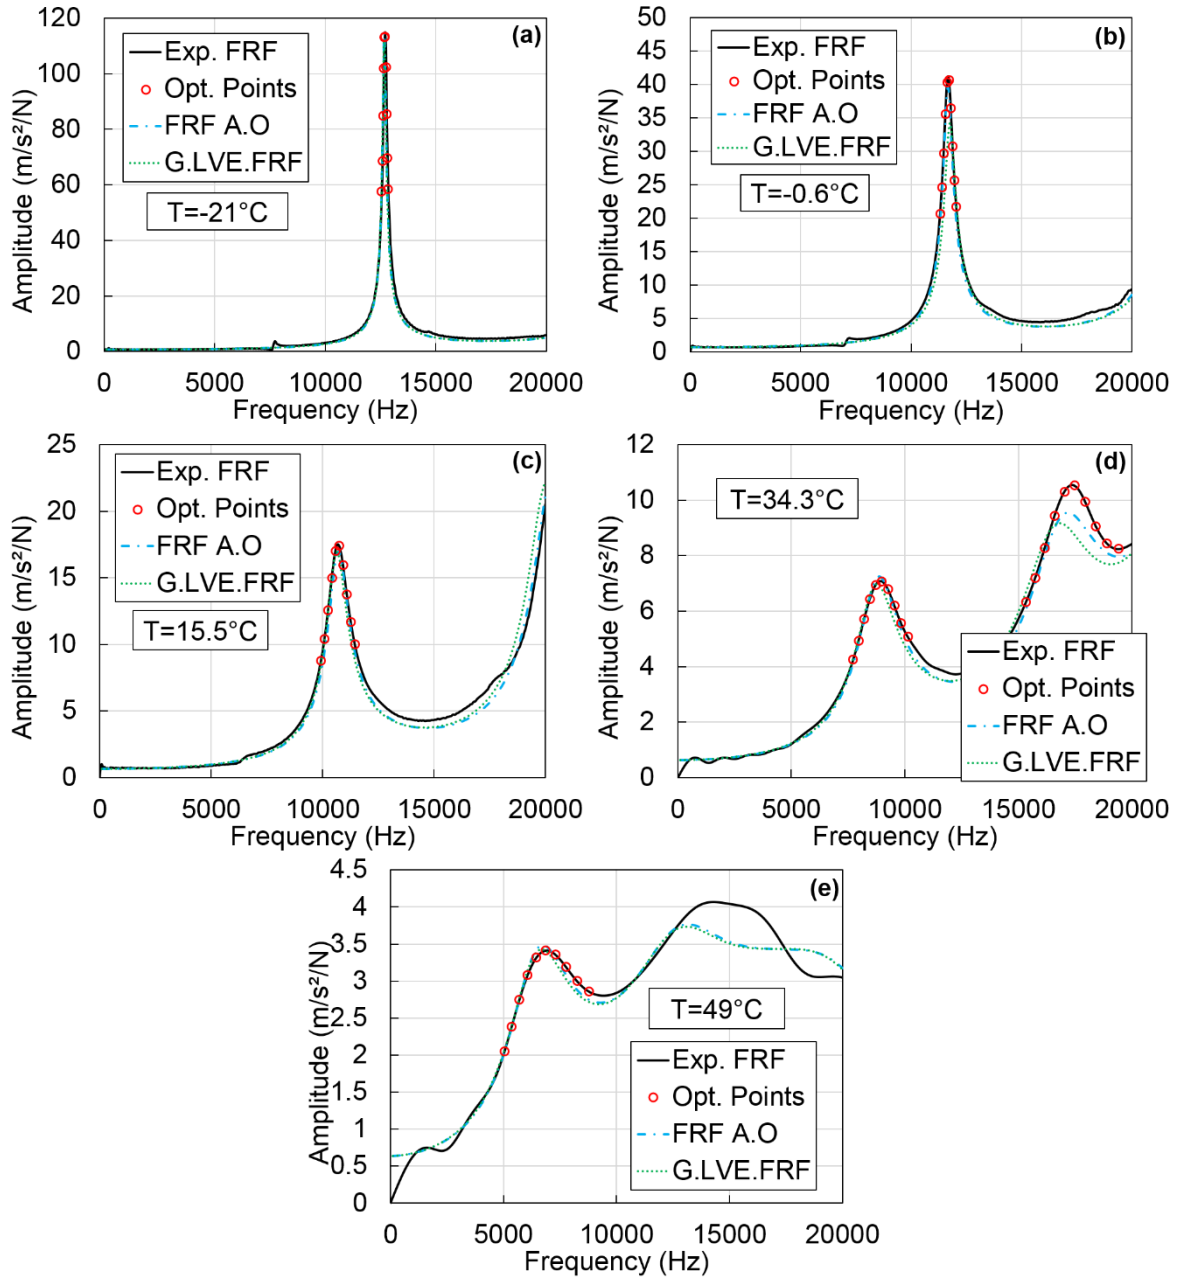 120
100
80
60
40
20
0
Amplitude (m/s²/N)
(a)
Exp. FRF
Opt. Points
FRF A.O
G.LVE.FRF
T=-21°C
0 5000 10000 15000 20000
Frequency (Hz)
50
45
40
35
30
25
20
15
10
5
0
Amplitude (m/s²/N)
(b)
Exp. FRF
Opt. Points
FRF A.O
G.LVE.FRF
T=-0.6°C
0 5000 10000 15000 20000
Frequency (Hz)
25
20
15
10
5
0
Amplitude (m/s²/N)
(c)
Exp. FRF
Opt. Points
FRF A.O
G.LVE.FRF
T=15.5°C
0 5000 10000 15000 20000
Frequency (Hz)
12
10
8
6
4
2
0
Amplitude (m/s²/N)
(d)
T=34.3°C
Exp. FRF
Opt. Points
FRF A.O
G.LVE.FRF
0 5000 10000 15000 20000
Frequency (Hz)
4.5
4
3.5
3
2.5
2
1.5
1
0.5
0
Amplitude (m/s²/N)
(e)
T=49°C
Exp. FRF
Opt. Points
FRF A.O
G.LVE.FRF
0 5000 10000 15000 20000
Frequency (Hz)